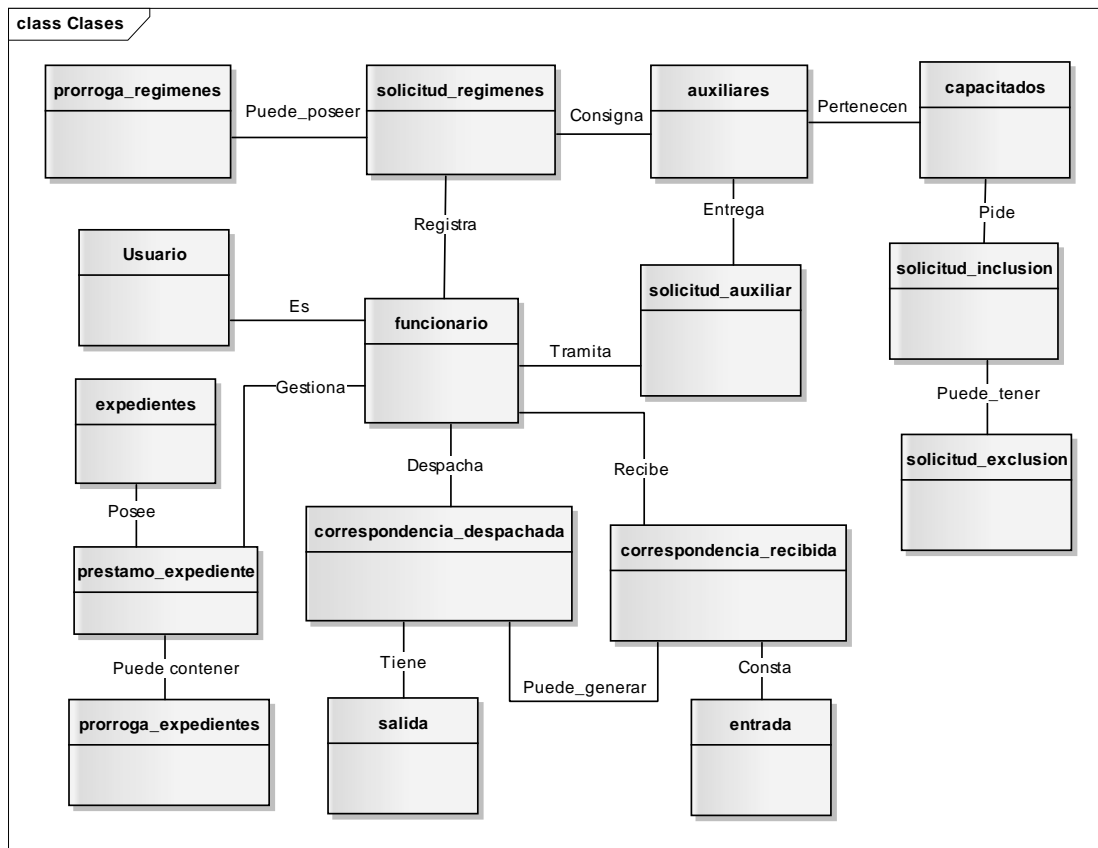 class Clases
prorroga_regimenes
Puede_poseer
solicitud_regimenes
Consigna
auxiliares
Pertenecen
capacitados
Registra
Entrega
Pide
Usuario
Es
funcionario
Tramita
solicitud_auxiliar
solicitud_inclusion
Gestiona
Puede_tener
expedientes
Despacha
Recibe
solicitud_exclusion
Posee
prestamo_expediente
correspondencia_despachada
correspondencia_recibida
Puede contener
Tiene
Puede_generar
Consta
prorroga_expedientes
salida
entrada